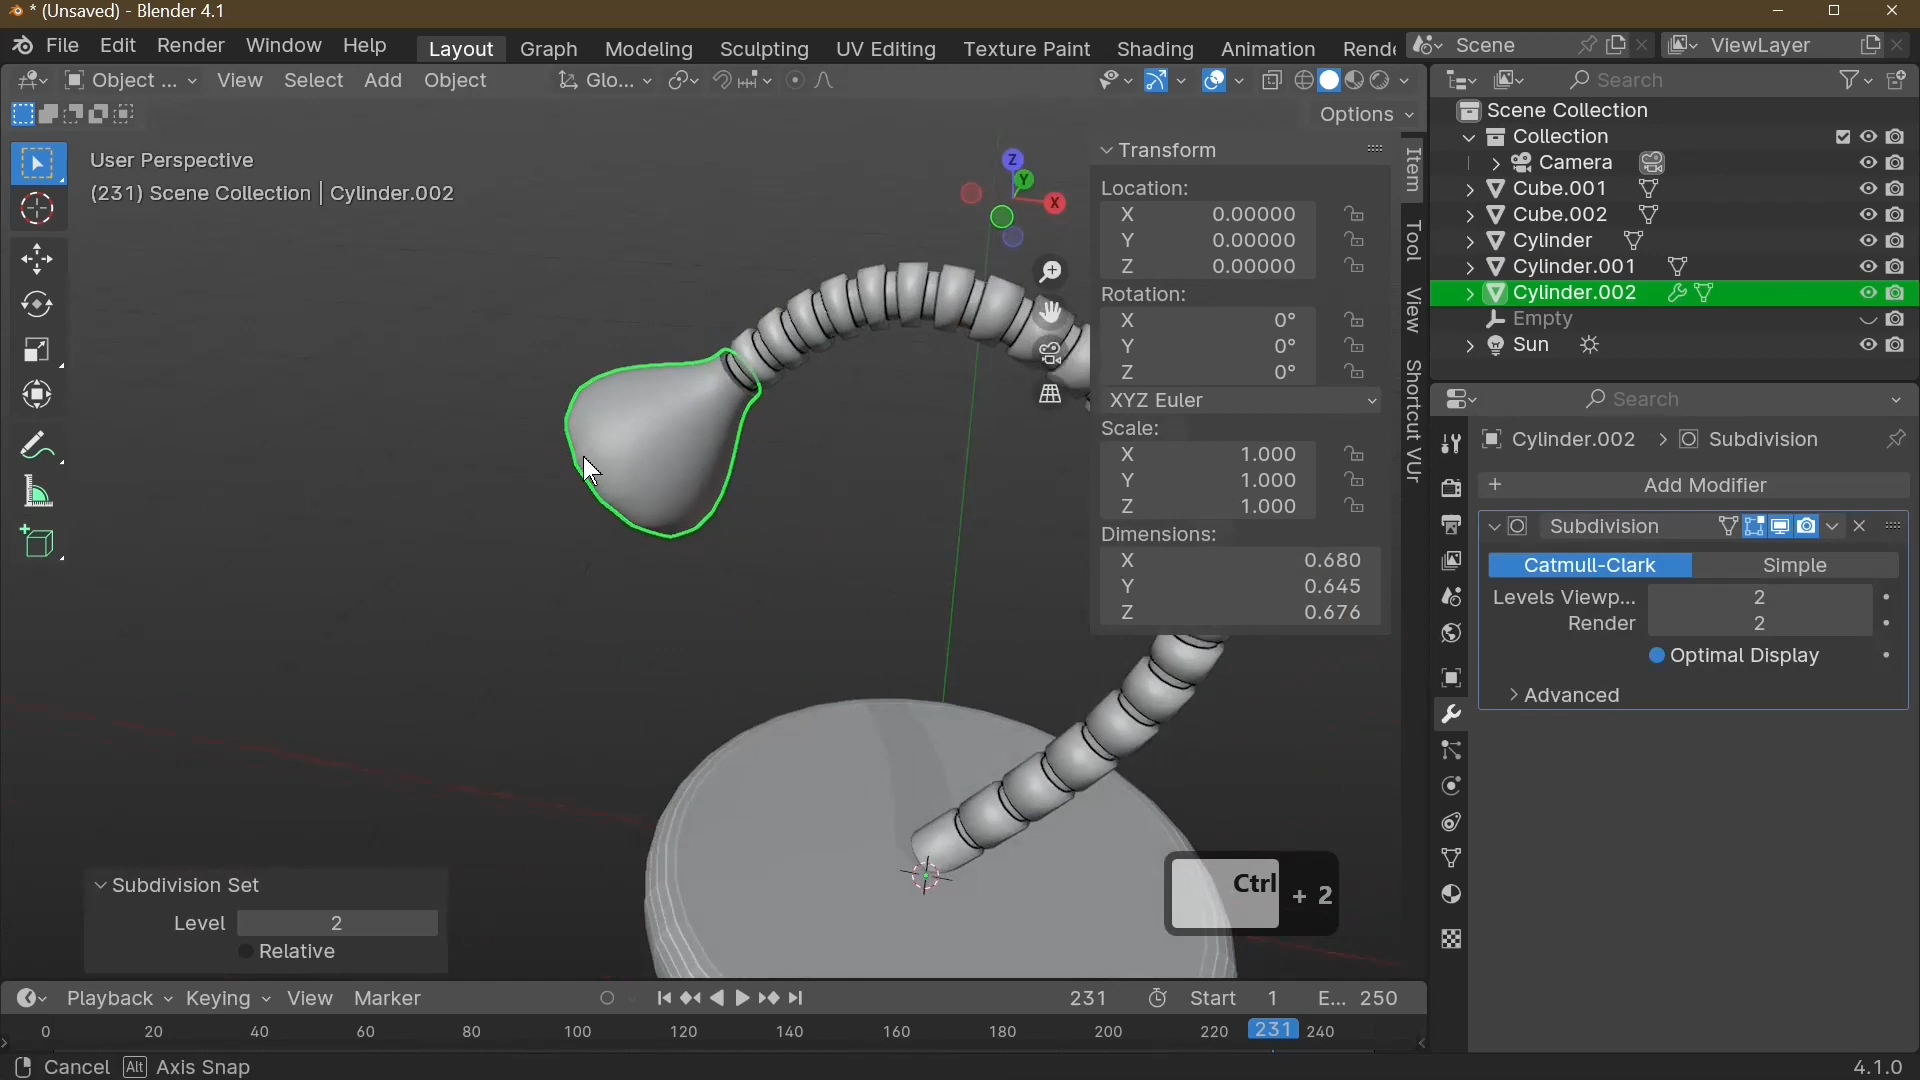 * (Unsaved) - Blender 4.1
File Edit Render Window Help
Layout Graph Modeling Sculpting UV Editing Texture Paint Shading Animation Rende
Scene
ViewLayer
Object ... View Select Add Object
Glo...
Options
User Perspective
(231) Scene Collection | Cylinder.002
Z
Y
X
Transform
Location:
X 0.00000
Y 0.00000
Z 0.00000
Rotation:
X 0°
Y 0°
Z 0°
XYZ Euler
Scale:
X 1.000
Y 1.000
Z 1.000
Dimensions:
X 0.680
Y 0.645
Z 0.676
Item
Tool
View
Shortcut VUr
Search
Scene Collection
Collection
Camera
Cube.001
Cube.002
Cylinder
Cylinder.001
Cylinder.002
Empty
Sun
Search
Cylinder.002 > Subdivision
+ Add Modifier
Subdivision
Catmull-Clark Simple
Levels Viewp... 2
Render 2
Optimal Display
Advanced
Subdivision Set
Level 2
Relative
Ctrl + 2
Playback Keying View Marker
231 Start 1 E... 250
0 20 40 60 80 100 120 140 160 180 200 220 231 240
Cancel Alt Axis Snap
4.1.0